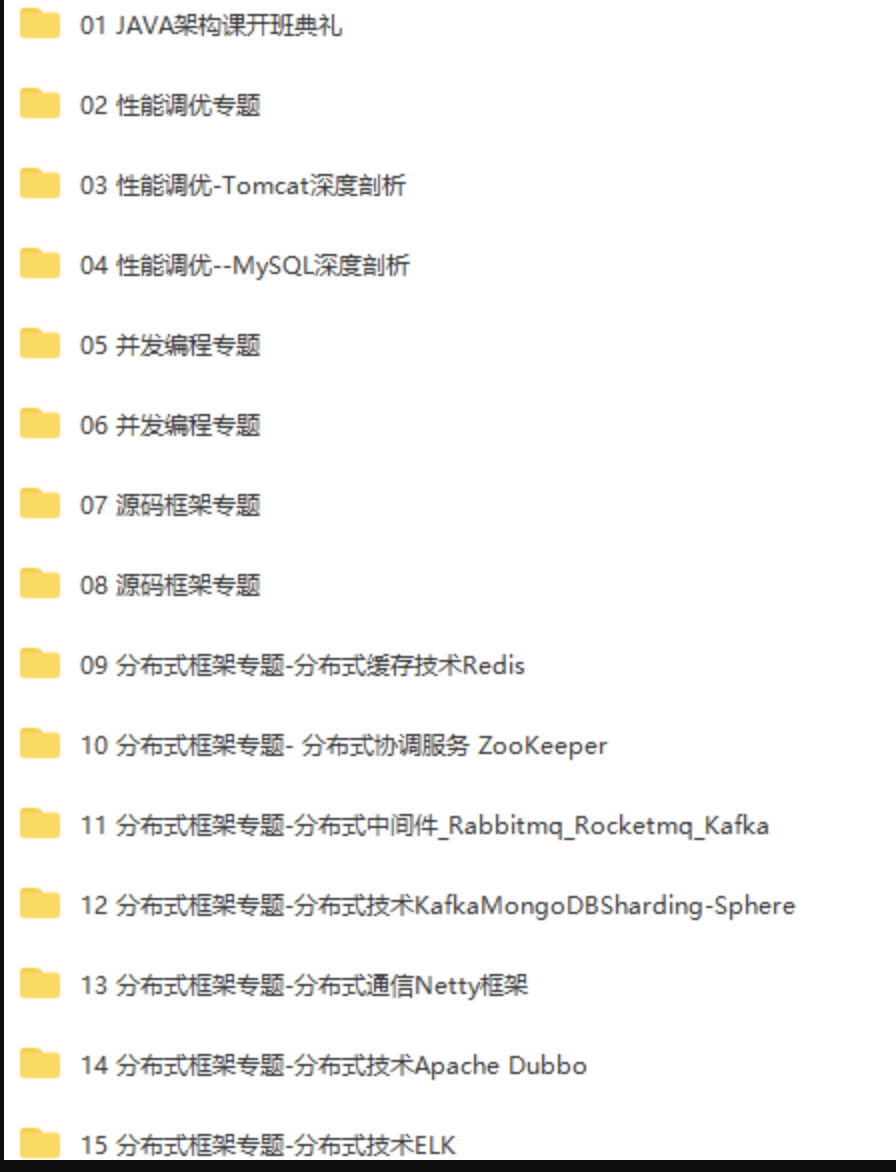 01 JAVA架构课开班典礼
02 性能调优专题
03 性能调优-Tomcat深度剖析
04 性能调优--MySQL深度剖析
05 并发编程专题
06 并发编程专题
07 源码框架专题
08 源码框架专题
09 分布式框架专题-分布式缓存技术Redis
10 分布式框架专题- 分布式协调服务 ZooKeeper
11 分布式框架专题-分布式中间件_Rabbitmq_Rocketmq_Kafka
12 分布式框架专题-分布式技术KafkaMongoDBSharding-Sphere
13 分布式框架专题-分布式通信Netty框架
14 分布式框架专题-分布式技术Apache Dubbo
15 分布式框架专题-分布式技术ELK